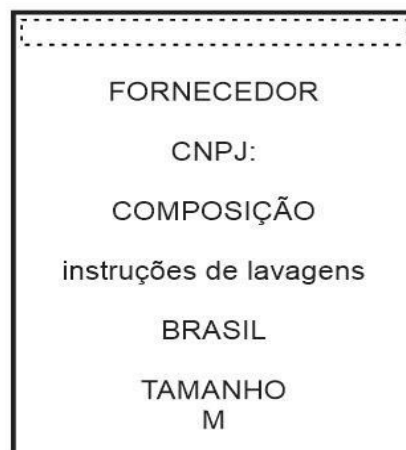 FORNECEDOR
CNPJ:
COMPOSIÇÃO
instruções de lavagens
BRASIL
TAMANHO
M